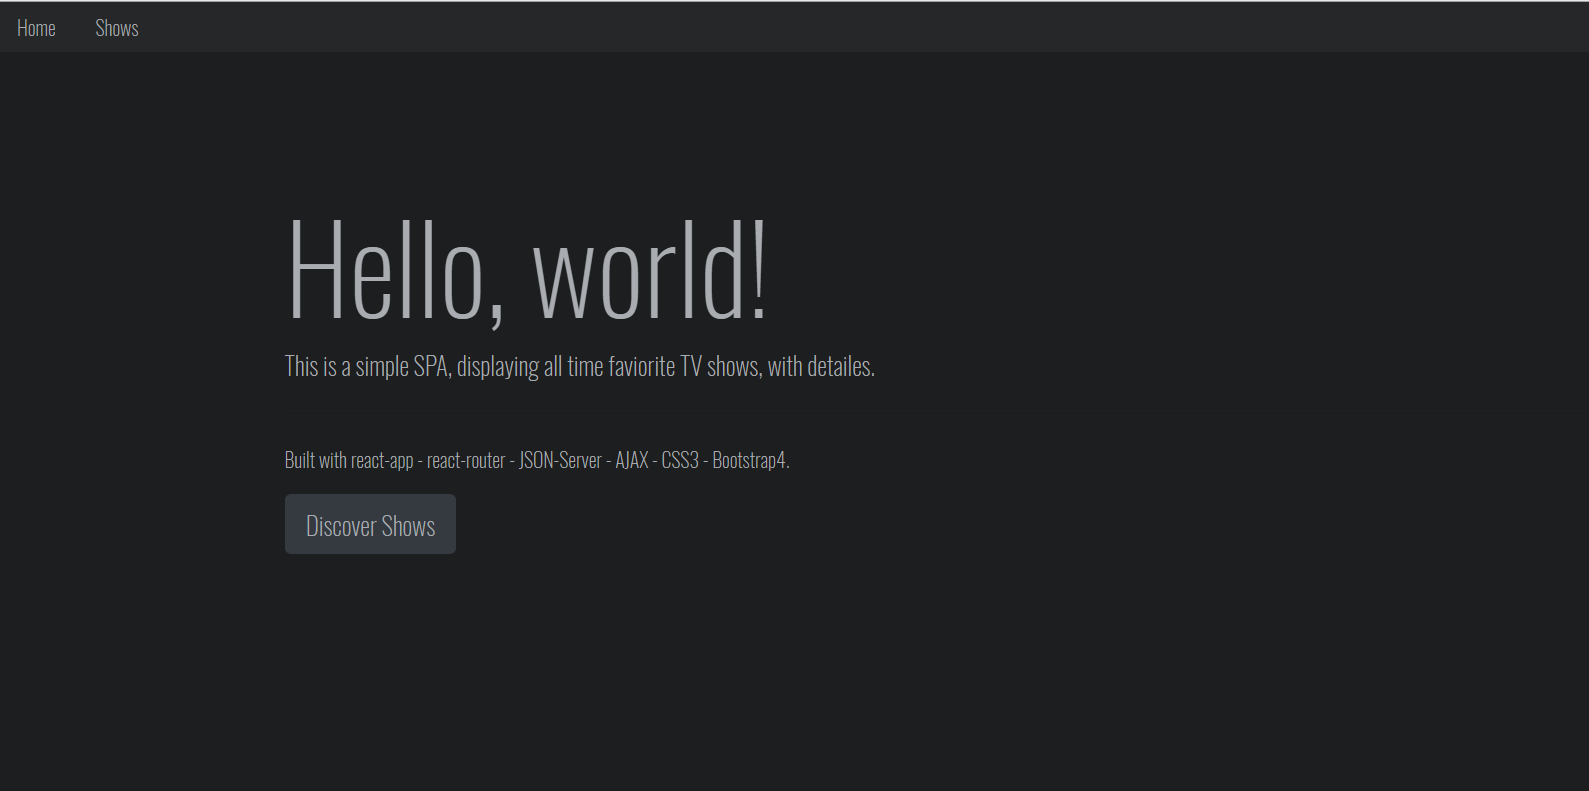 Home Shows
Hello, world!
This is a simple SPA, displaying all time faviorite TV shows, with detailes.
Built with react-app - react-router - JSON-Server - AJAX - CSS3 - Bootstrap4.
Discover Shows